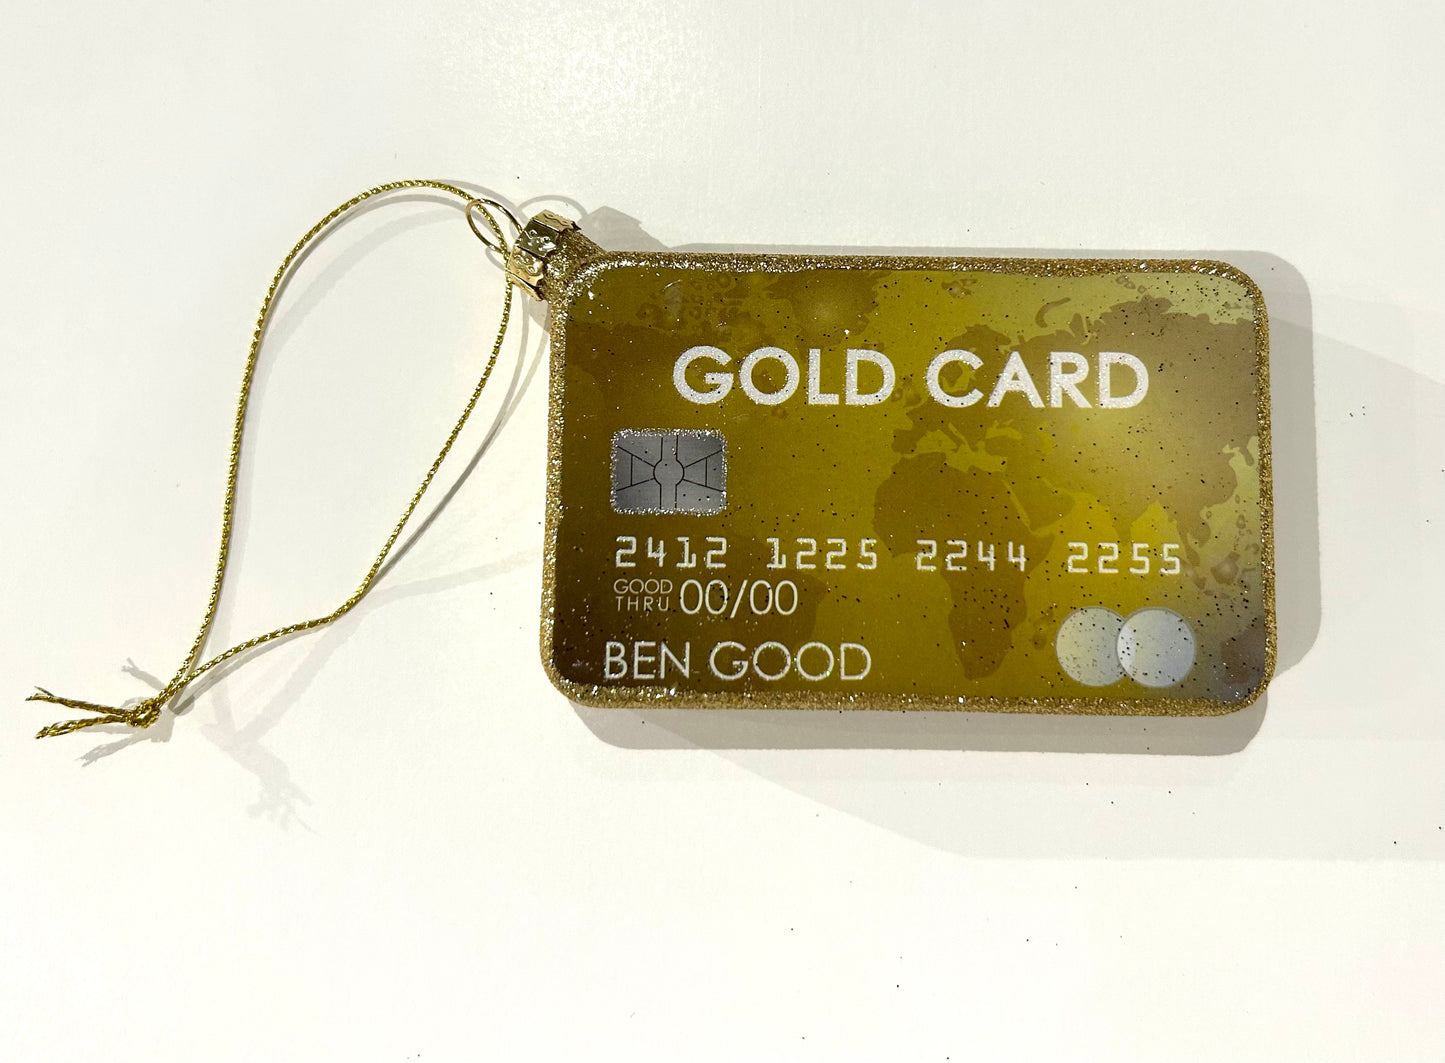 GOLD CARD
2412 1225 2244 2255
GOOD THRU 00/00
BEN GOOD